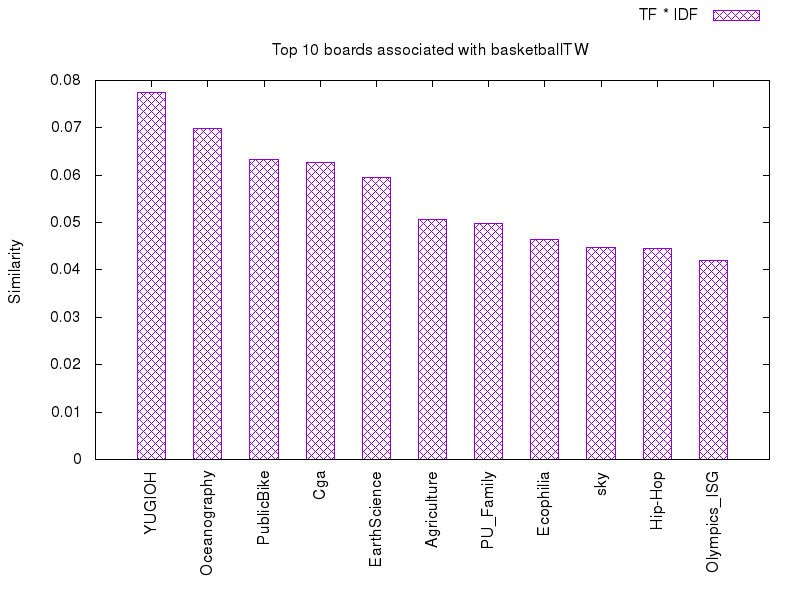 TF * IDF
Top 10 boards associated with basketballTW
0.08
0.07
0.06
0.05
0.04
0.03
0.02
0.01
0
Similarity
YUGIOH
Oceanography
PublicBike
Cga
EarthScience
Agriculture
PU_Family
Ecophilia
sky
Hip-Hop
Olympics_ISG